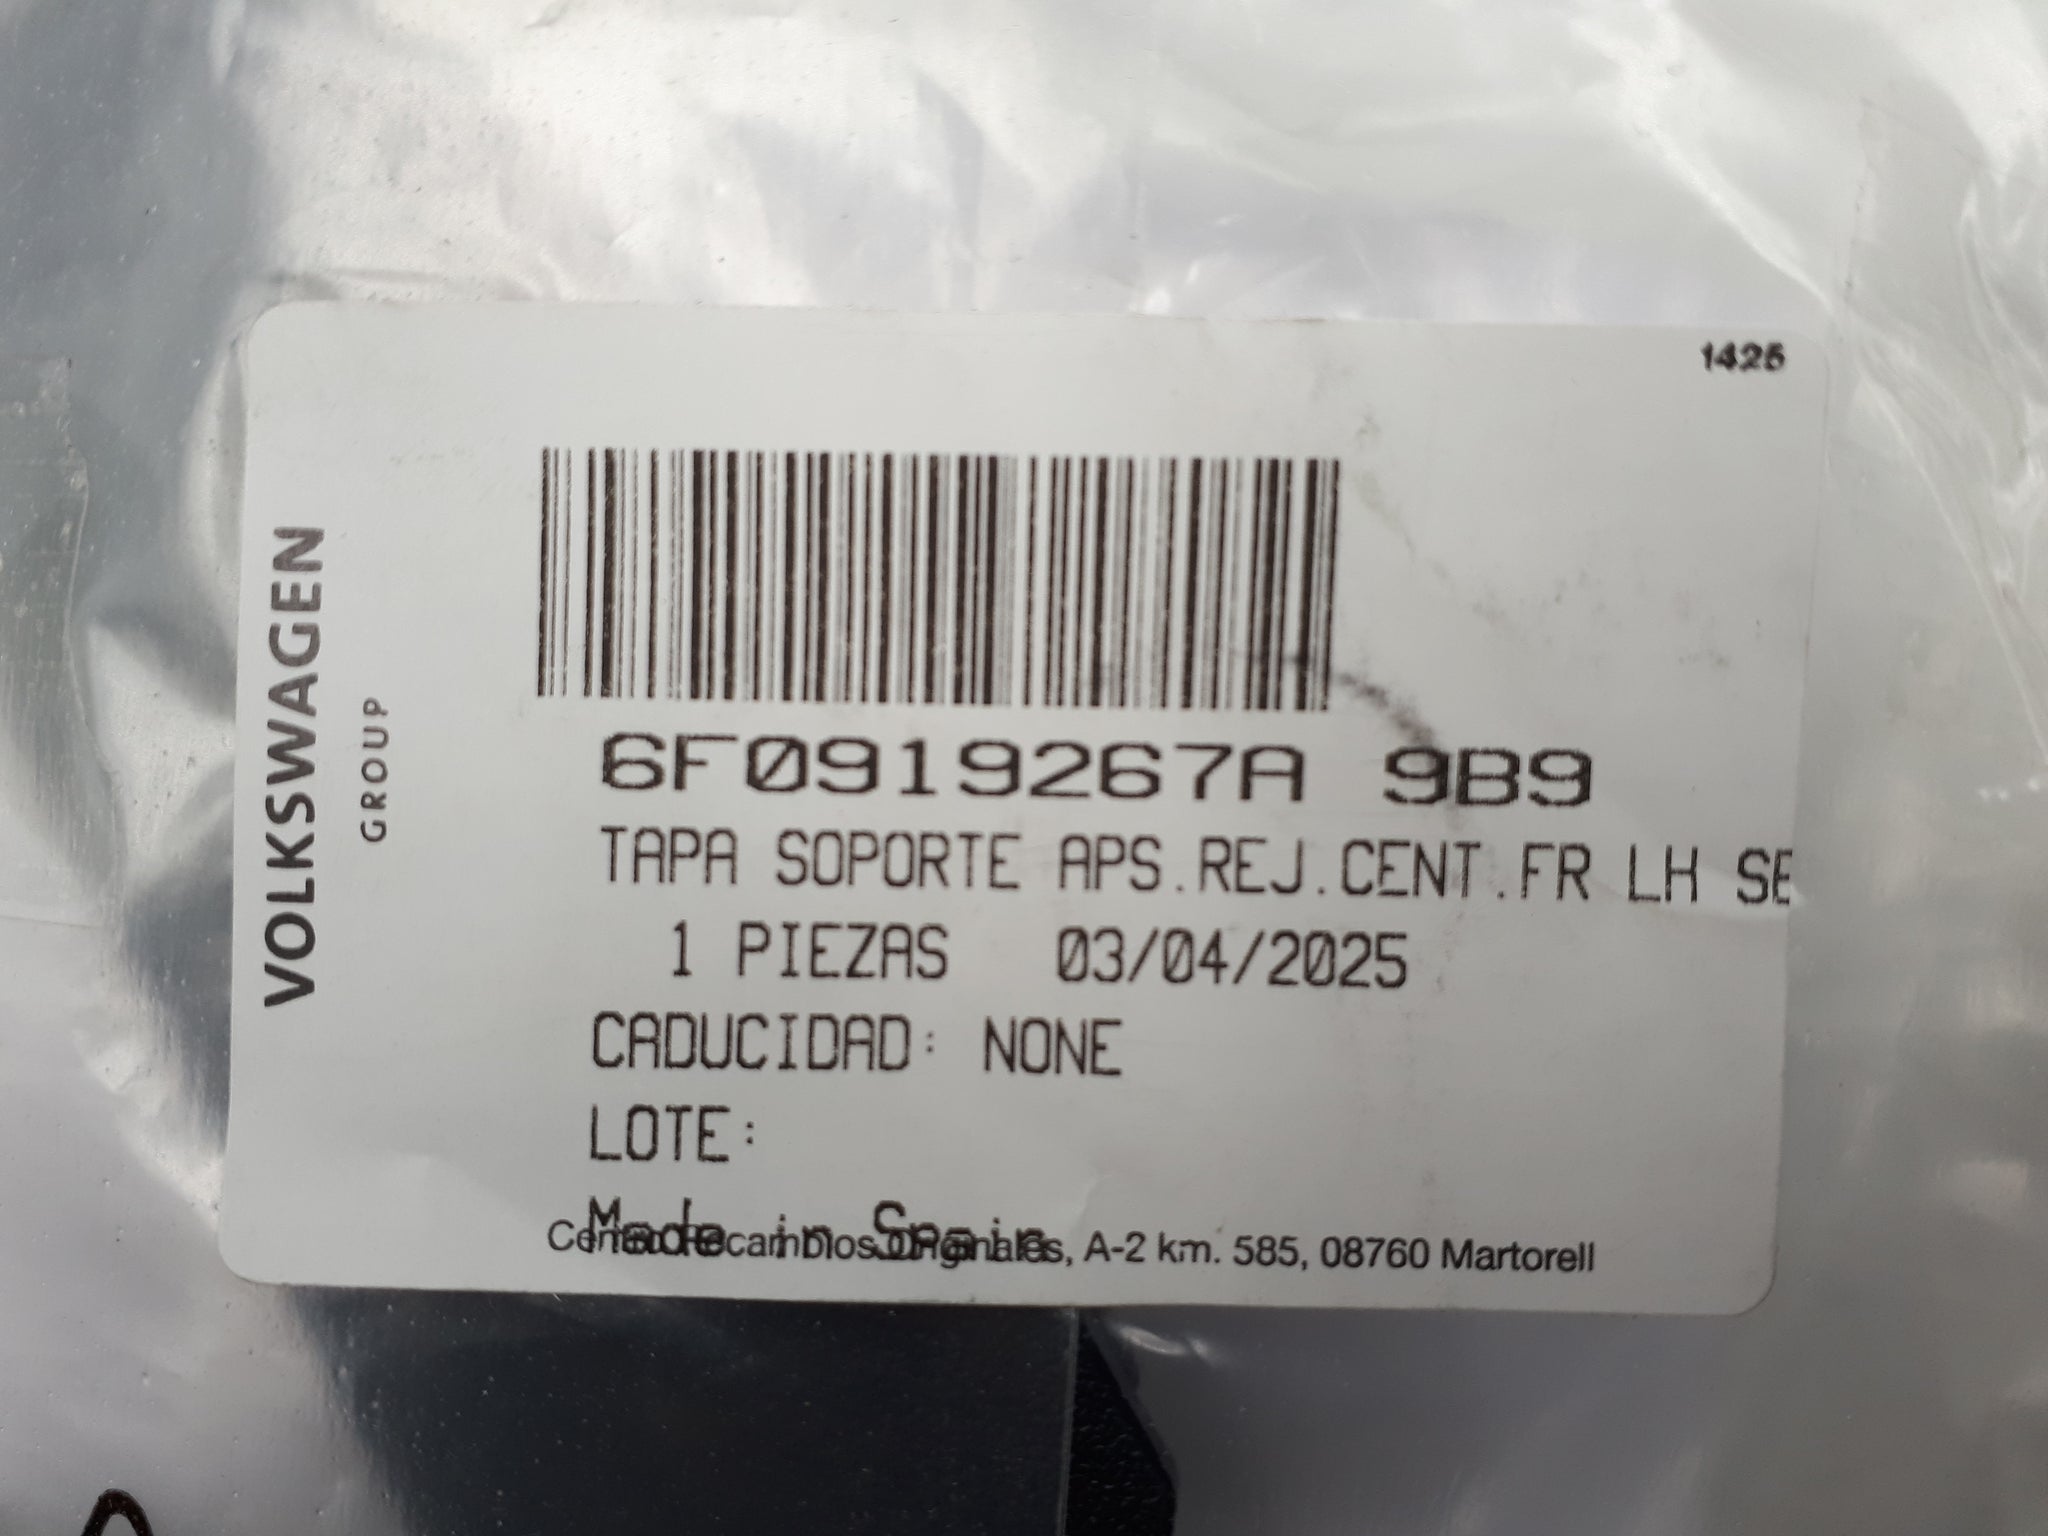 1425
VOLKSWAGEN
GROUP
6F0919267A 9B9
TAPA SOPORTE APS.REJ.CENT.FR LH SE
1 PIEZAS 03/04/2025
CADUCIDAD: NONE
LOTE:
Made in Spain
Centro Recambios Originales, A-2 km. 585, 08760 Martorell